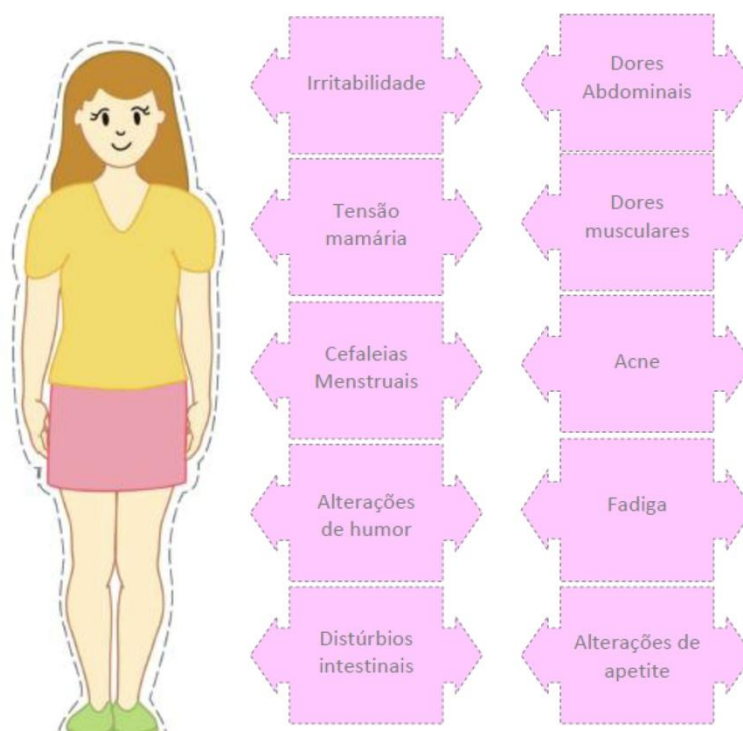 Irritabilidade
Dores
Abdominais
Tensão
mamária
Dores
musculares
Cefaleias
Menstruais
Acne
Alterações
de humor
Fadiga
Distúrbios
intestinais
Alterações de
apetite